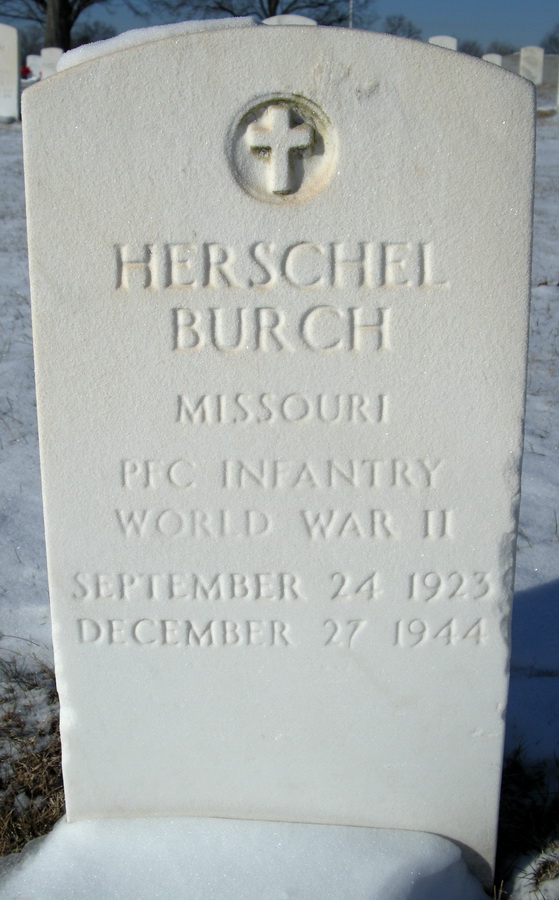 HERSCHEL
BURCH
MISSOURI
PFC INFANTRY
WORLD WAR II
SEPTEMBER 24 1923
DECEMBER 27 1944